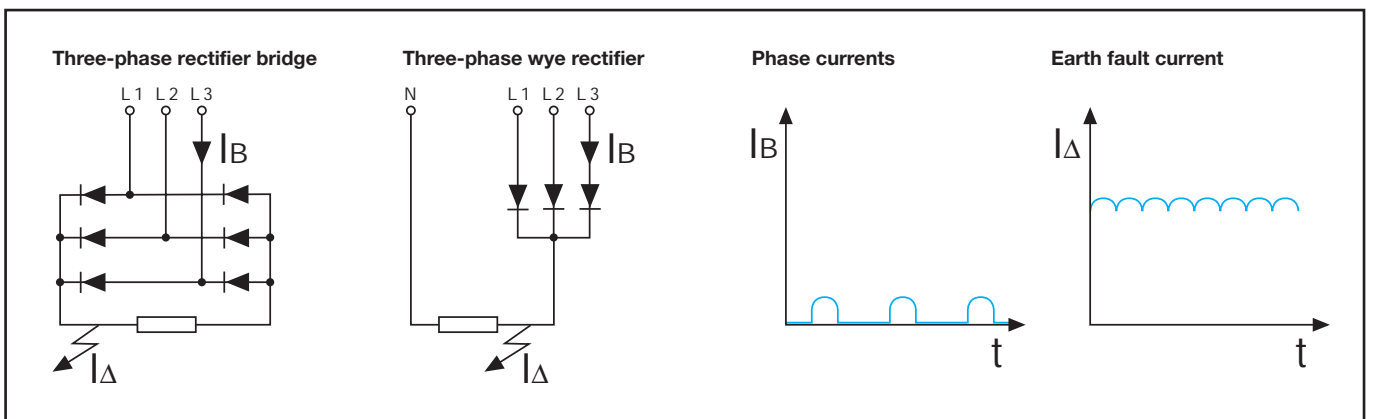 Three-phase rectifier bridge
L1 L2 L3
IB
IΔ
Three-phase wye rectifier
N L1 L2 L3
IB
IΔ
Phase currents
IB
t
Earth fault current
IΔ
t